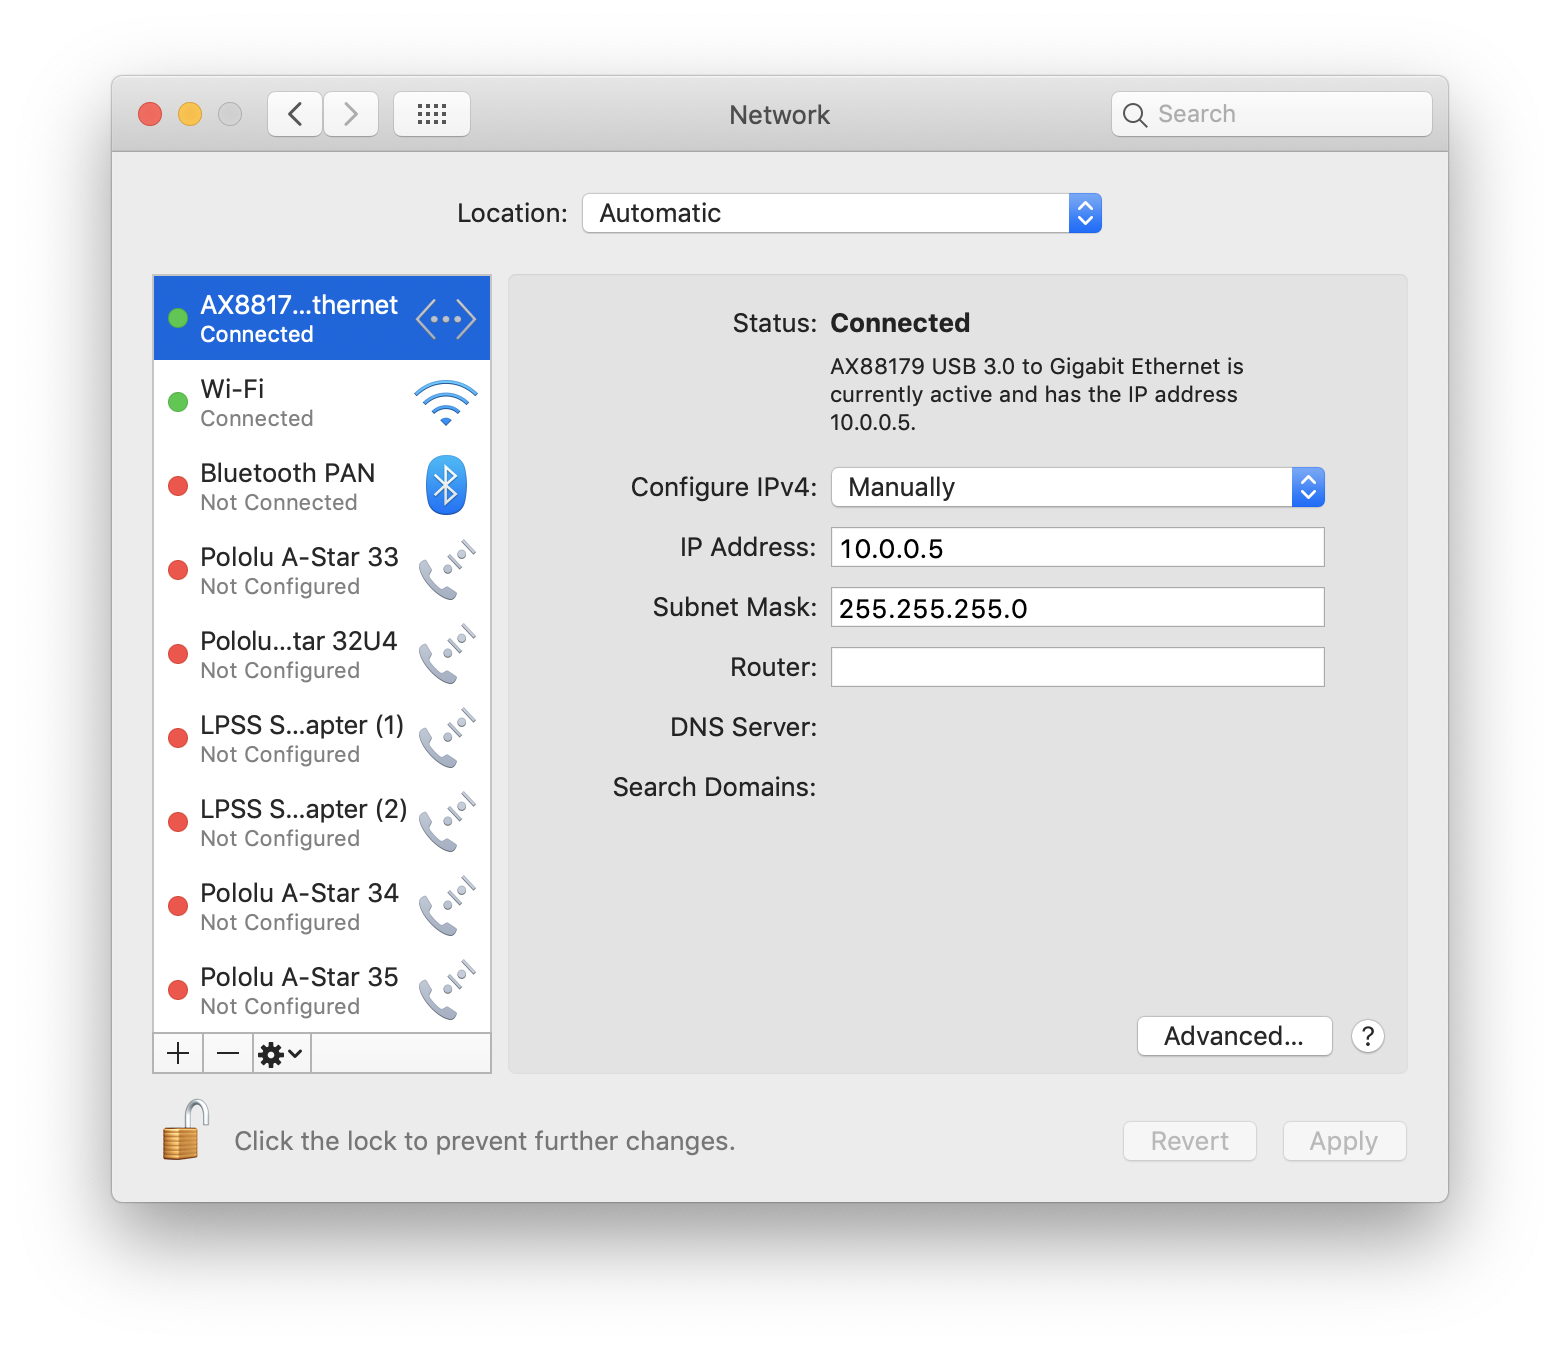 Network
Search
Location: Automatic
AX8817...thernet
Connected
Wi-Fi
Connected
Bluetooth PAN
Not Connected
Pololu A-Star 33
Not Configured
Pololu...tar 32U4
Not Configured
LPSS S...apter (1)
Not Configured
LPSS S...apter (2)
Not Configured
Pololu A-Star 34
Not Configured
Pololu A-Star 35
Not Configured
Status: Connected
AX88179 USB 3.0 to Gigabit Ethernet is
currently active and has the IP address
10.0.0.5.
Configure IPv4: Manually
IP Address: 10.0.0.5
Subnet Mask: 255.255.255.0
Router:
DNS Server:
Search Domains:
Advanced... ?
Click the lock to prevent further changes.
Revert Apply